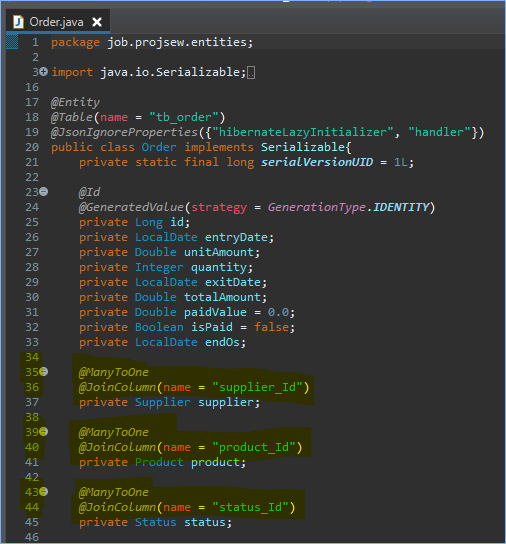 Order.java
1 package job.projsew.entities;
2
3 import java.io.Serializable;
16
17 @Entity
18 @Table(name = "tb_order")
19 @JsonIgnoreProperties({"hibernateLazyInitializer", "handler"})
20 public class Order implements Serializable{
21 private static final long serialVersionUID = 1L;
22
23 @Id
24 @GeneratedValue(strategy = GenerationType.IDENTITY)
25 private Long id;
26 private LocalDate entryDate;
27 private Double unitAmount;
28 private Integer quantity;
29 private LocalDate exitDate;
30 private Double totalAmount;
31 private Double paidValue = 0.0;
32 private Boolean isPaid = false;
33 private LocalDate endOs;
34
35 @ManyToOne
36 @JoinColumn(name = "supplier_Id")
37 private Supplier supplier;
38
39 @ManyToOne
40 @JoinColumn(name = "product_Id")
41 private Product product;
42
43 @ManyToOne
44 @JoinColumn(name = "status_Id")
45 private Status status;
46